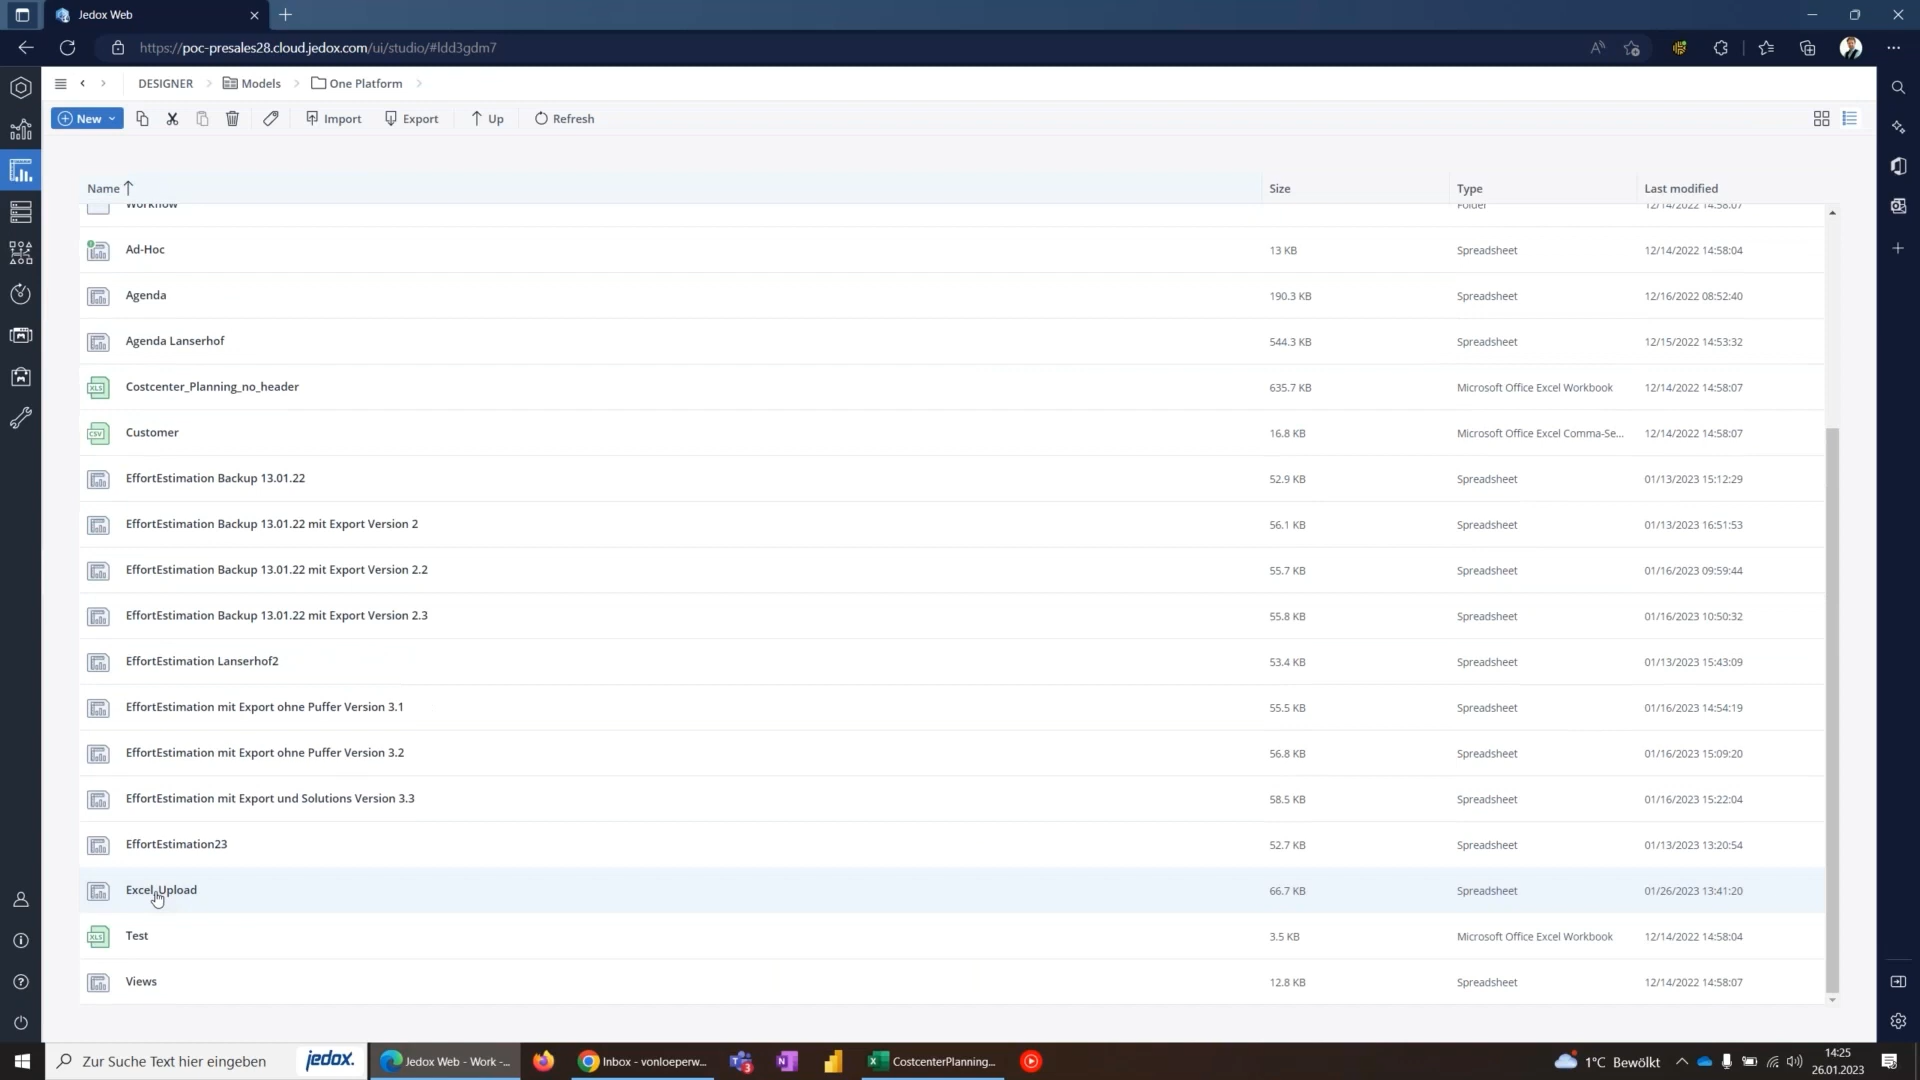 Jedox Web
https://poc-presales28.cloud.jedox.com/ui/studio/#ldd3gdm7
DESIGNER Models One Platform
New Import Export Up Refresh
Name Size Type Last modified
Workflow Folder 12/14/2022 14:58:07
Ad-Hoc 13 KB Spreadsheet 12/14/2022 14:58:04
Agenda 190.3 KB Spreadsheet 12/16/2022 08:52:40
Agenda Lanserhof 544.3 KB Spreadsheet 12/15/2022 14:53:32
XLS Costcenter_Planning_no_header 635.7 KB Microsoft Office Excel Workbook 12/14/2022 14:58:07
CSV Customer 16.8 KB Microsoft Office Excel Comma-Se... 12/14/2022 14:58:07
EffortEstimation Backup 13.01.22 52.9 KB Spreadsheet 01/13/2023 15:12:29
EffortEstimation Backup 13.01.22 mit Export Version 2 56.1 KB Spreadsheet 01/13/2023 16:51:53
EffortEstimation Backup 13.01.22 mit Export Version 2.2 55.7 KB Spreadsheet 01/16/2023 09:59:44
EffortEstimation Backup 13.01.22 mit Export Version 2.3 55.8 KB Spreadsheet 01/16/2023 10:50:32
EffortEstimation Lanserhof2 53.4 KB Spreadsheet 01/13/2023 15:43:09
EffortEstimation mit Export ohne Puffer Version 3.1 55.5 KB Spreadsheet 01/16/2023 14:54:19
EffortEstimation mit Export ohne Puffer Version 3.2 56.8 KB Spreadsheet 01/16/2023 15:09:20
EffortEstimation mit Export und Solutions Version 3.3 58.5 KB Spreadsheet 01/16/2023 15:22:04
EffortEstimation23 52.7 KB Spreadsheet 01/13/2023 13:20:54
Excel_Upload 66.7 KB Spreadsheet 01/26/2023 13:41:20
XLS Test 3.5 KB Microsoft Office Excel Workbook 12/14/2022 14:58:04
Views 12.8 KB Spreadsheet 12/14/2022 14:58:07
Zur Suche Text hier eingeben jedox. Jedox Web - Work -... Inbox - vonloeperw... 3 CostcenterPlanning... 1°C Bewölkt 14:25
26.01.2023